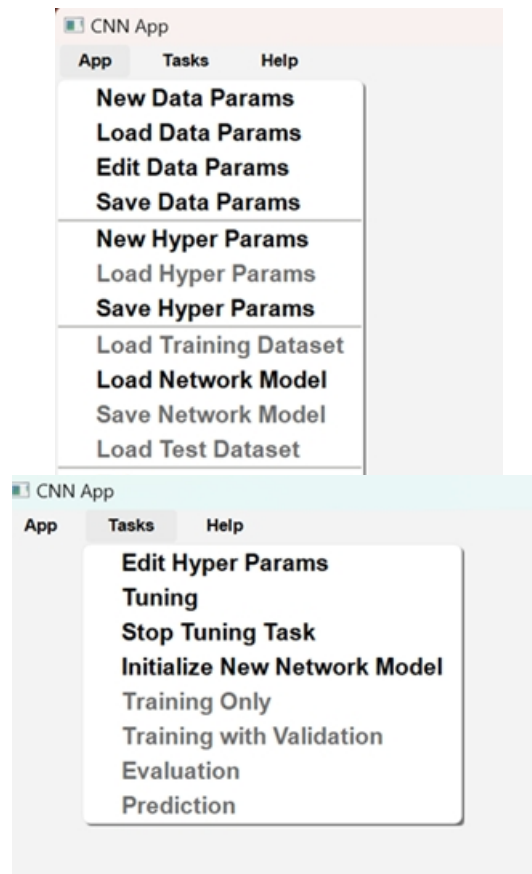 CNN App
App Tasks Help
New Data Params
Load Data Params
Edit Data Params
Save Data Params
New Hyper Params
Load Hyper Params
Save Hyper Params
Load Training Dataset
Load Network Model
Save Network Model
Load Test Dataset
CNN App
App Tasks Help
Edit Hyper Params
Tuning
Stop Tuning Task
Initialize New Network Model
Training Only
Training with Validation
Evaluation
Prediction